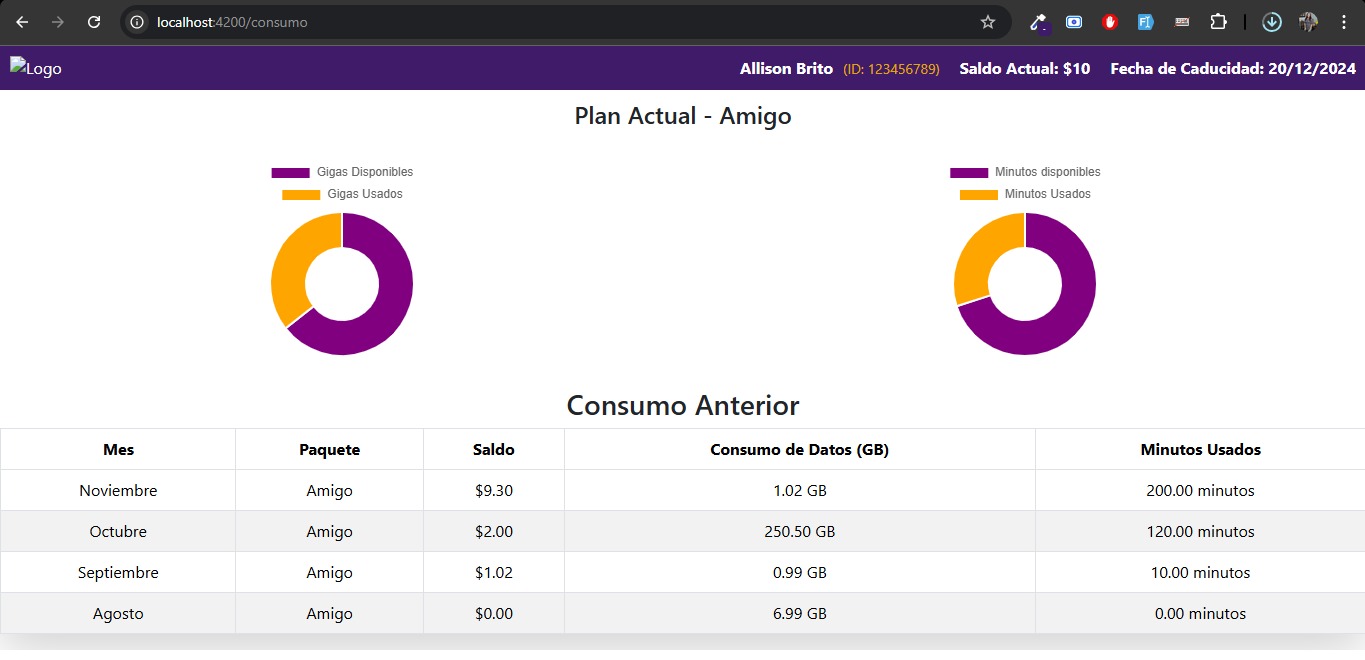 localhost:4200/consumo
Logo Allison Brito (ID: 123456789) Saldo Actual: $10 Fecha de Caducidad: 20/12/2024
Plan Actual - Amigo
Gigas Disponibles
Gigas Usados
Minutos disponibles
Minutos Usados
Consumo Anterior
Mes Paquete Saldo Consumo de Datos (GB) Minutos Usados
Noviembre Amigo $9.30 1.02 GB 200.00 minutos
Octubre Amigo $2.00 250.50 GB 120.00 minutos
Septiembre Amigo $1.02 0.99 GB 10.00 minutos
Agosto Amigo $0.00 6.99 GB 0.00 minutos